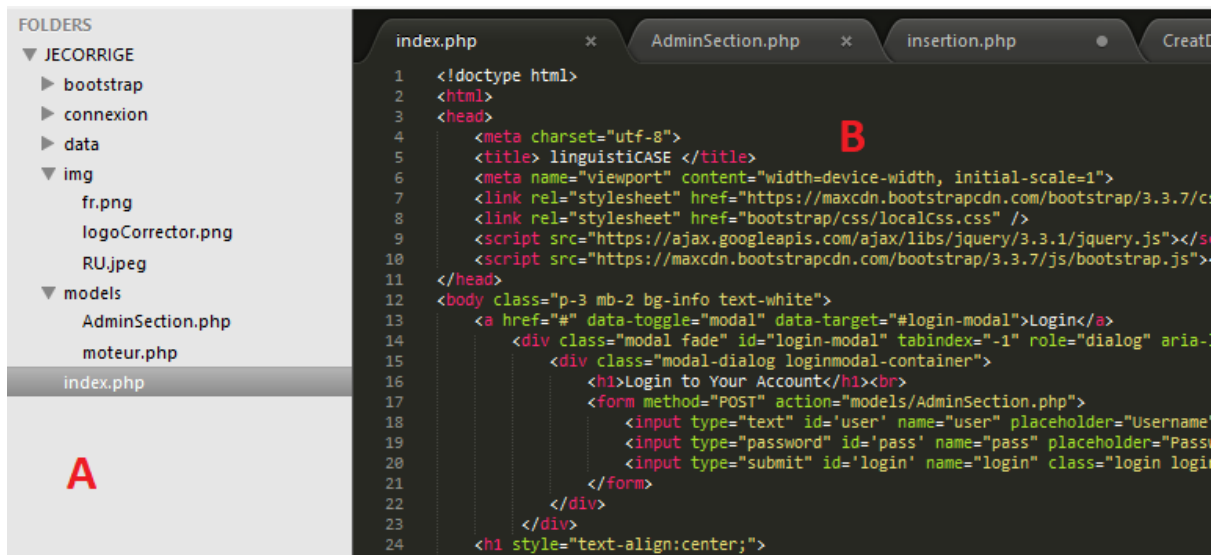 FOLDERS
JECORRIGE
bootstrap
connexion
data
img
fr.png
logoCorrector.png
RU.jpeg
models
AdminSection.php
moteur.php
index.php
A
index.php × AdminSection.php × insertion.php ● CreatD
1 <!doctype html>
2 <html>
3 <head>
4 <meta charset="utf-8">
5 <title> linguistiCASE </title>
6 <meta name="viewport" content="width=device-width, initial-scale=1">
7 <link rel="stylesheet" href="https://maxcdn.bootstrapcdn.com/bootstrap/3.3.7/cs
8 <link rel="stylesheet" href="bootstrap/css/localCss.css" />
9 <script src="https://ajax.googleapis.com/ajax/libs/jquery/3.3.1/jquery.js"></sc
10 <script src="https://maxcdn.bootstrapcdn.com/bootstrap/3.3.7/js/bootstrap.js"><
11 </head>
12 <body class="p-3 mb-2 bg-info text-white">
13 <a href="#" data-toggle="modal" data-target="#login-modal">Login</a>
14 <div class="modal fade" id="login-modal" tabindex="-1" role="dialog" aria-l
15 <div class="modal-dialog loginmodal-container">
16 <h1>Login to Your Account</h1><br>
17 <form method="POST" action="models/AdminSection.php">
18 <input type="text" id='user' name="user" placeholder="Username"
19 <input type="password" id='pass' name="pass" placeholder="Passw
20 <input type="submit" id='login' name="login" class="login login
21 </form>
22 </div>
23 </div>
24 <h1 style="text-align:center;">
B